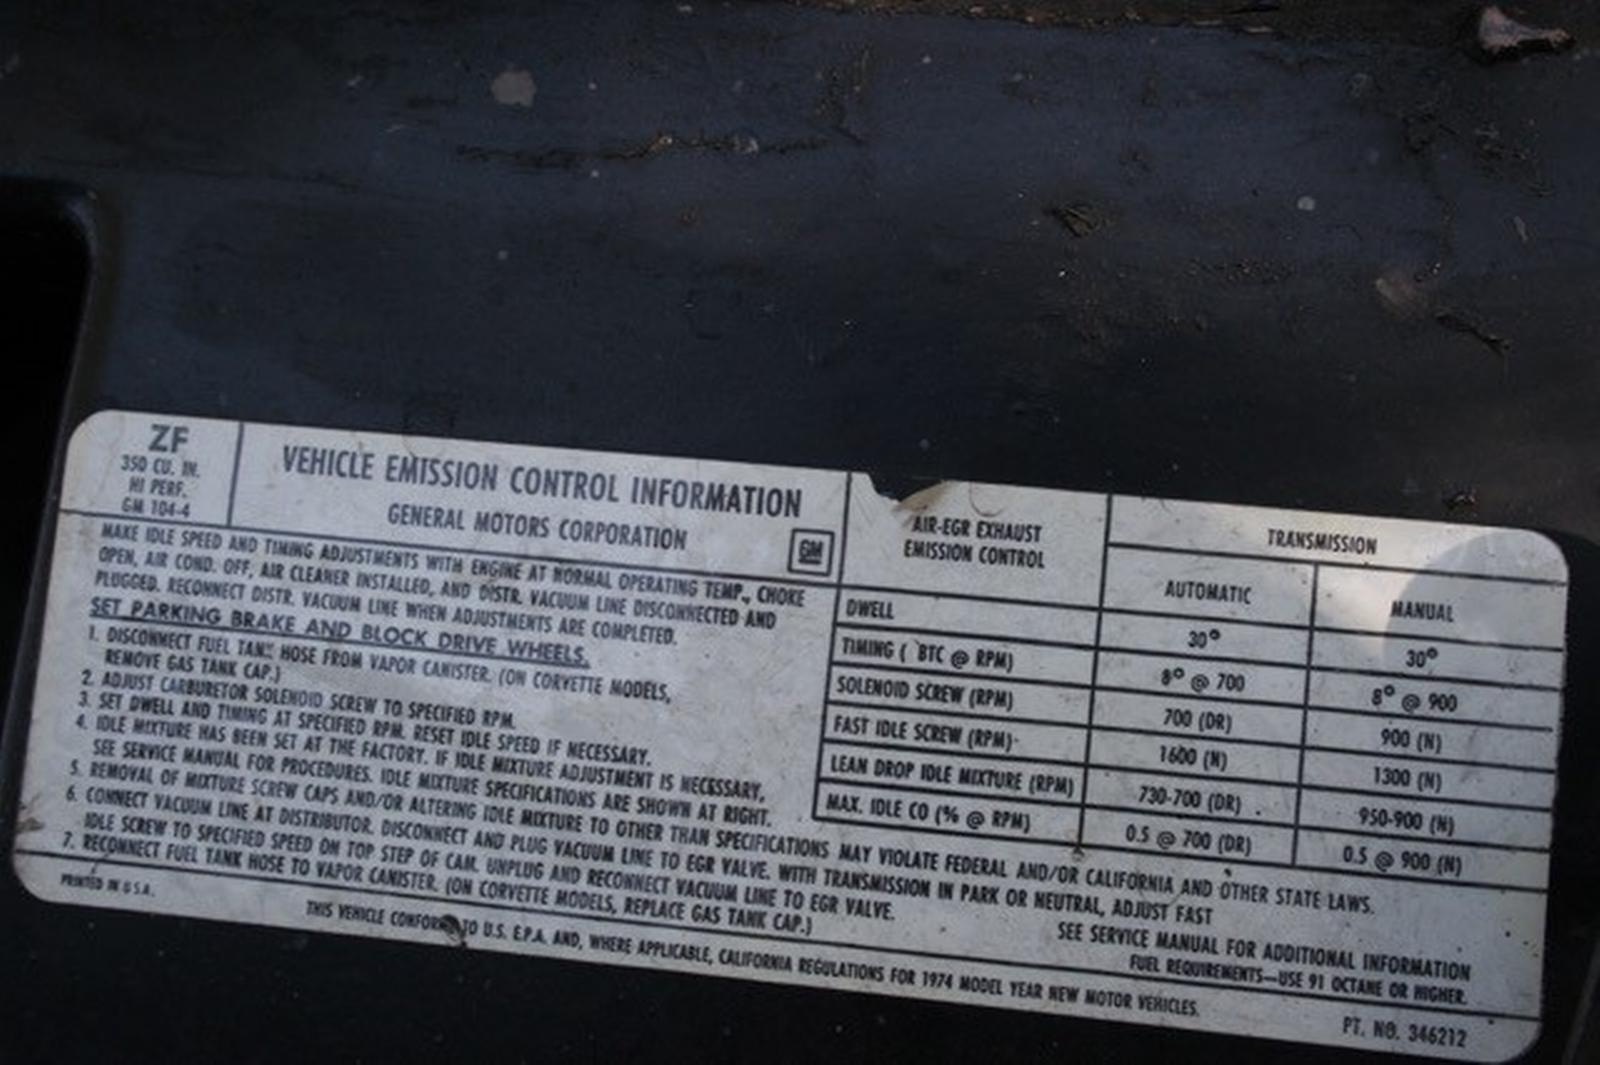 ZF
350 CU. IN.
HI PERF.
GM 104-4
VEHICLE EMISSION CONTROL INFORMATION
GENERAL MOTORS CORPORATION
GM
MAKE IDLE SPEED AND TIMING ADJUSTMENTS WITH ENGINE AT NORMAL OPERATING TEMP., CHOKE
OPEN, AIR COND. OFF, AIR CLEANER INSTALLED, AND DISTR. VACUUM LINE DISCONNECTED AND
PLUGGED. RECONNECT DISTR. VACUUM LINE WHEN ADJUSTMENTS ARE COMPLETED.
SET PARKING BRAKE AND BLOCK DRIVE WHEELS.
1. DISCONNECT FUEL TANK HOSE FROM VAPOR CANISTER. (ON CORVETTE MODELS,
REMOVE GAS TANK CAP.)
2. ADJUST CARBURETOR SOLENOID SCREW TO SPECIFIED RPM.
3. SET DWELL AND TIMING AT SPECIFIED RPM. RESET IDLE SPEED IF NECESSARY.
4. IDLE MIXTURE HAS BEEN SET AT THE FACTORY. IF IDLE MIXTURE ADJUSTMENT IS NECESSARY,
SEE SERVICE MANUAL FOR PROCEDURES. IDLE MIXTURE SPECIFICATIONS ARE SHOWN AT RIGHT.
5. REMOVAL OF MIXTURE SCREW CAPS AND/OR ALTERING IDLE MIXTURE TO OTHER THAN SPECIFICATIONS MAY VIOLATE FEDERAL AND/OR CALIFORNIA AND OTHER STATE LAWS.
6. CONNECT VACUUM LINE AT DISTRIBUTOR. DISCONNECT AND PLUG VACUUM LINE TO EGR VALVE. WITH TRANSMISSION IN PARK OR NEUTRAL, ADJUST FAST
IDLE SCREW TO SPECIFIED SPEED ON TOP STEP OF CAM. UNPLUG AND RECONNECT VACUUM LINE TO EGR VALVE.
7. RECONNECT FUEL TANK HOSE TO VAPOR CANISTER. (ON CORVETTE MODELS, REPLACE GAS TANK CAP.)
AIR-EGR EXHAUST
EMISSION CONTROL
TRANSMISSION
AUTOMATIC MANUAL
DWELL 30° 30°
TIMING ( BTC @ RPM) 8° @ 700 8° @ 900
SOLENOID SCREW (RPM) 700 (DR) 900 (N)
FAST IDLE SCREW (RPM) 1600 (N) 1300 (N)
LEAN DROP IDLE MIXTURE (RPM) 730-700 (DR) 950-900 (N)
MAX. IDLE CO (% @ RPM) 0.5 @ 700 (DR) 0.5 @ 900 (N)
SEE SERVICE MANUAL FOR ADDITIONAL INFORMATION
FUEL REQUIREMENTS—USE 91 OCTANE OR HIGHER.
PRINTED IN U.S.A.
THIS VEHICLE CONFORMS TO U.S. E.P.A. AND, WHERE APPLICABLE, CALIFORNIA REGULATIONS FOR 1974 MODEL YEAR NEW MOTOR VEHICLES.
PT. NO. 346212